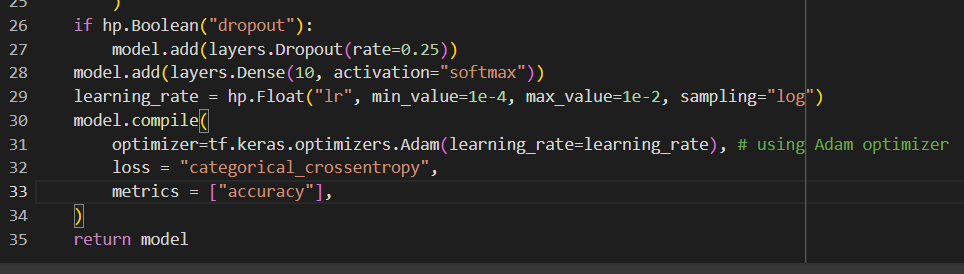 25 )
26 if hp.Boolean("dropout"):
27 model.add(layers.Dropout(rate=0.25))
28 model.add(layers.Dense(10, activation="softmax"))
29 learning_rate = hp.Float("lr", min_value=1e-4, max_value=1e-2, sampling="log")
30 model.compile(
31 optimizer=tf.keras.optimizers.Adam(learning_rate=learning_rate), # using Adam optimizer
32 loss = "categorical_crossentropy",
33 metrics = ["accuracy"],
34 )
35 return model